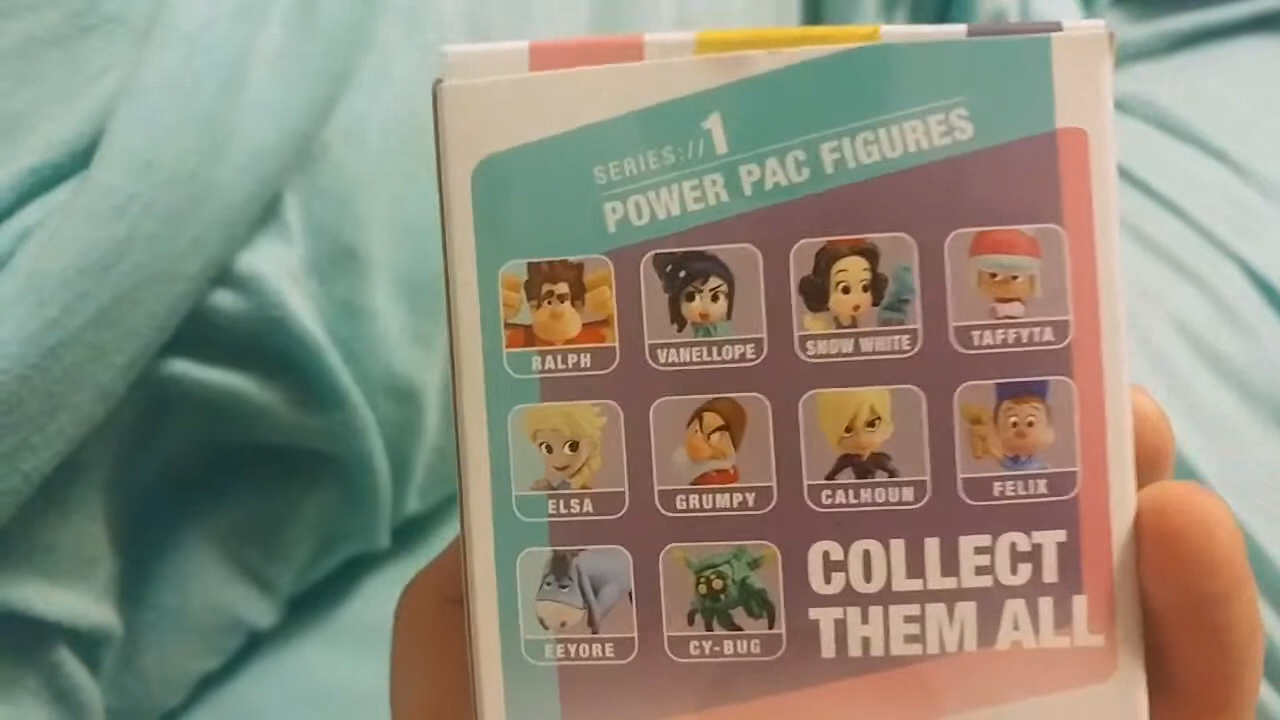 SERIES://1
POWER PAC FIGURES
RALPH
VANELLOPE
SNOW WHITE
TAFFYTA
ELSA
GRUMPY
CALHOUN
FELIX
EEYORE
CY-BUG
COLLECT
THEM ALL